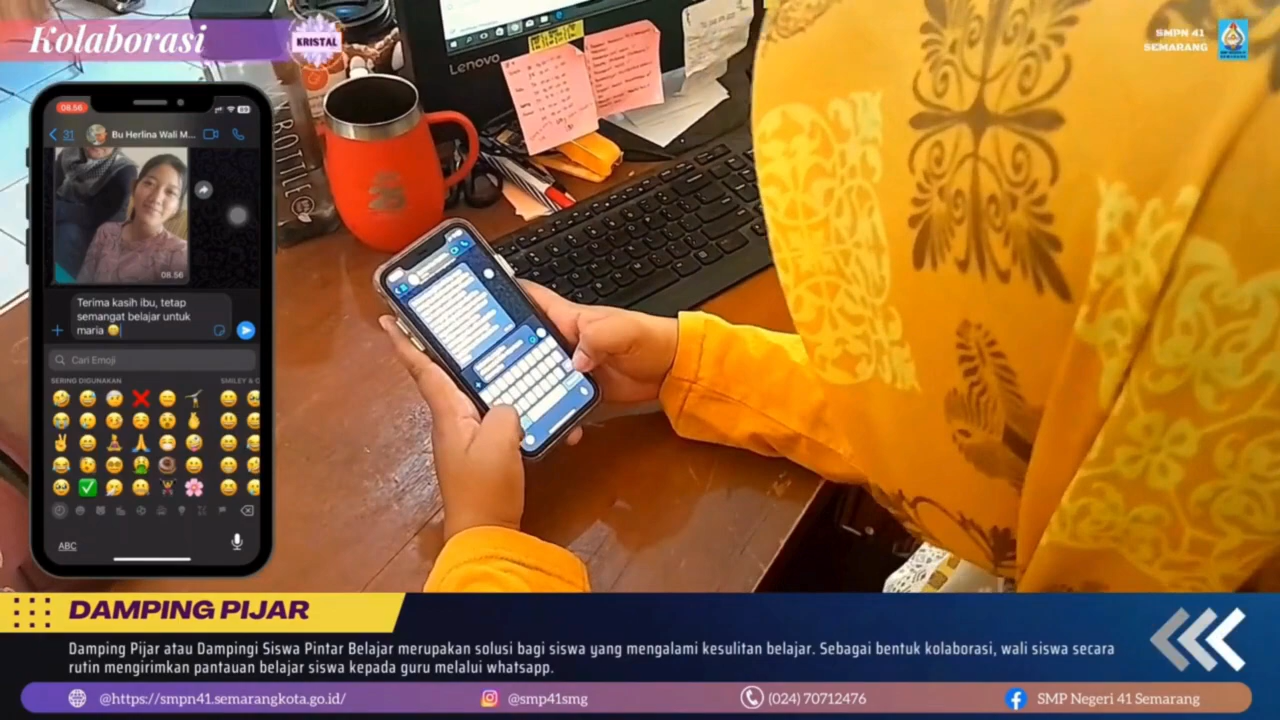 Kolaborasi
KRISTAL
SMPN 41
SEMARANG
Lenovo
BOTTLE
08.56
31
Bu Herlina Wali M...
08.56
Terima kasih ibu, tetap
semangat belajar untuk
maria
Cari Emoji
SERING DIGUNAKAN
SMILEY &
ABC
DAMPING PIJAR
Damping Pijar atau Dampingi Siswa Pintar Belajar merupakan solusi bagi siswa yang mengalami kesulitan belajar. Sebagai bentuk kolaborasi, wali siswa secara
rutin mengirimkan pantauan belajar siswa kepada guru melalui whatsapp.
@https://smpn41.semarangkota.go.id/
@smp41smg
(024) 70712476
SMP Negeri 41 Semarang